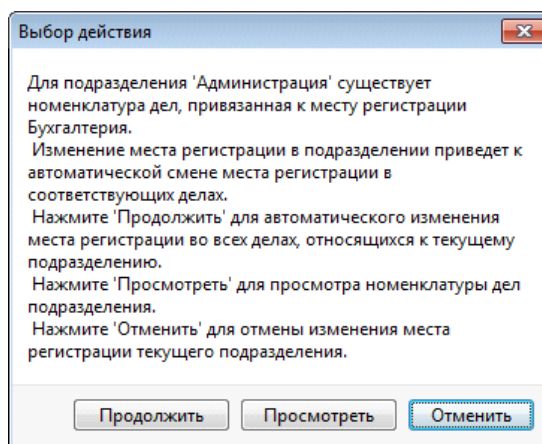 Выбор действия
Для подразделения 'Администрация' существует
номенклатура дел, привязанная к месту регистрации
Бухгалтерия.
Изменение места регистрации в подразделении приведет к
автоматической смене места регистрации в
соответствующих делах.
Нажмите 'Продолжить' для автоматического изменения
места регистрации во всех делах, относящихся к текущему
подразделению.
Нажмите 'Просмотреть' для просмотра номенклатуры дел
подразделения.
Нажмите 'Отменить' для отмены изменения места
регистрации текущего подразделения.
Продолжить Просмотреть Отменить